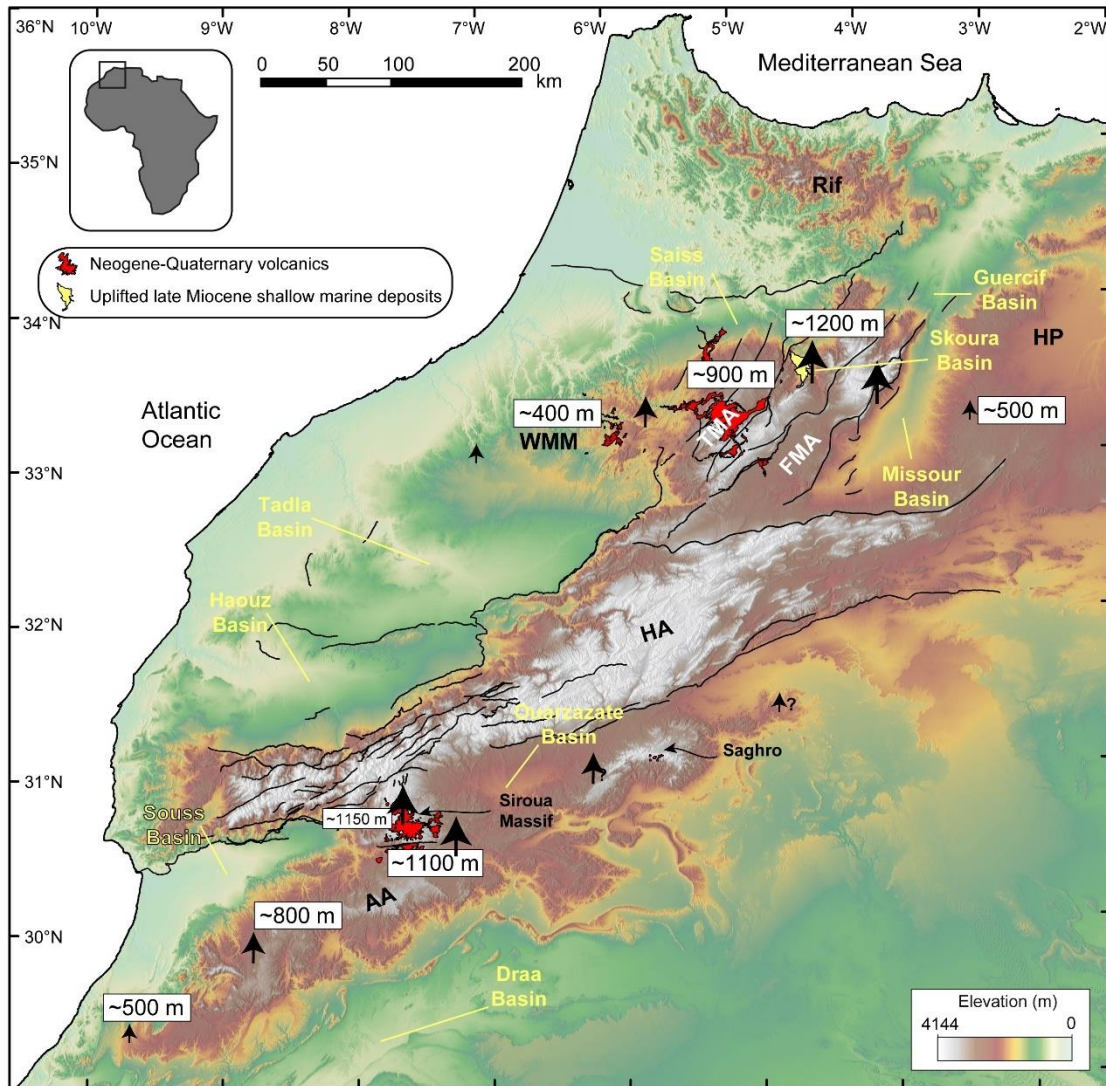 36°N
10°W
9°W
8°W
7°W
6°W
5°W
4°W
3°W
2°W
0 50 100 200
km
Mediterranean Sea
35°N
Rif
Neogene-Quaternary volcanics
Uplifted late Miocene shallow marine deposits
Saiss
Basin
Guercif
Basin
34°N
~1200 m
HP
Skoura
Basin
~900 m
Atlantic
Ocean
~400 m
~500 m
WMM
TMA
FMA
33°N
Missour
Basin
Tadla
Basin
Haouz
Basin
32°N
HA
Ouarzazate
Basin
?
Saghro
?
31°N
Siroua
Massif
~1150 m
Souss
Basin
~1100 m
AA
~800 m
30°N
Draa
Basin
~500 m
Elevation (m)
4144 0